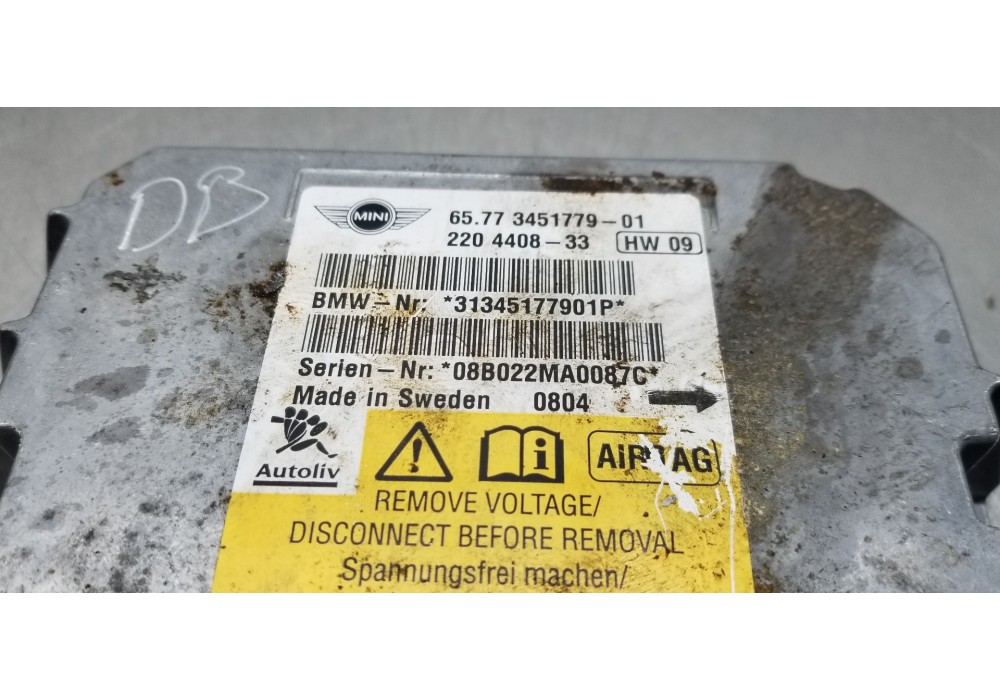 DB
MINI
65.77 3451779-01
220 4408-33 HW 09
BMW-Nr: *31345177901P*
Serien-Nr: *08B022MA0087C*
Made in Sweden 0804
Autoliv
AIRBAG
REMOVE VOLTAGE/
DISCONNECT BEFORE REMOVAL
Spannungsfrei machen/